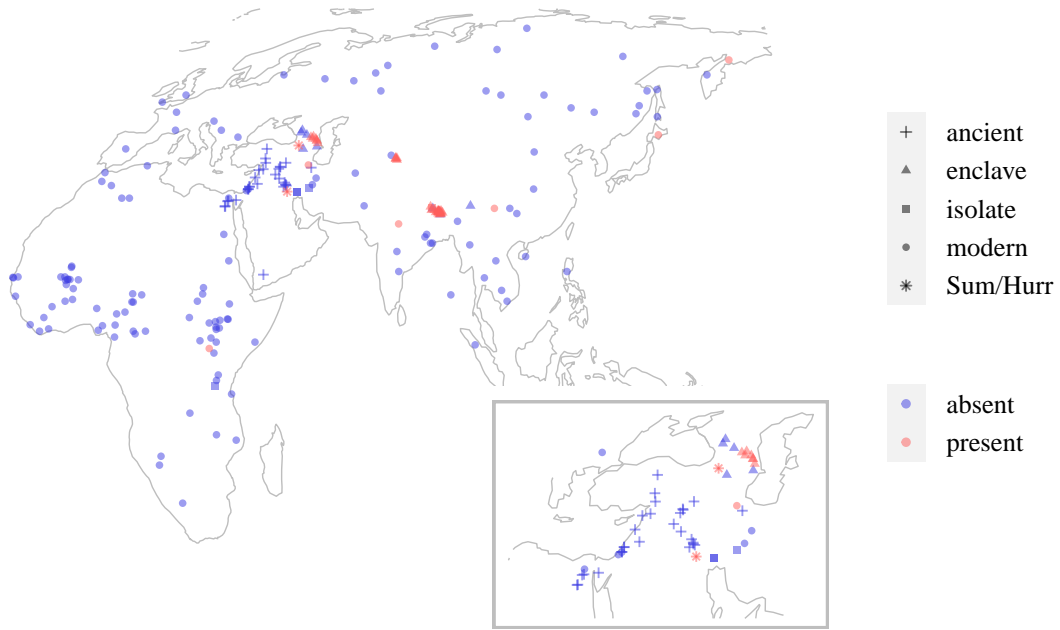 ancient
enclave
isolate
modern
Sum/Hurr
absent
present